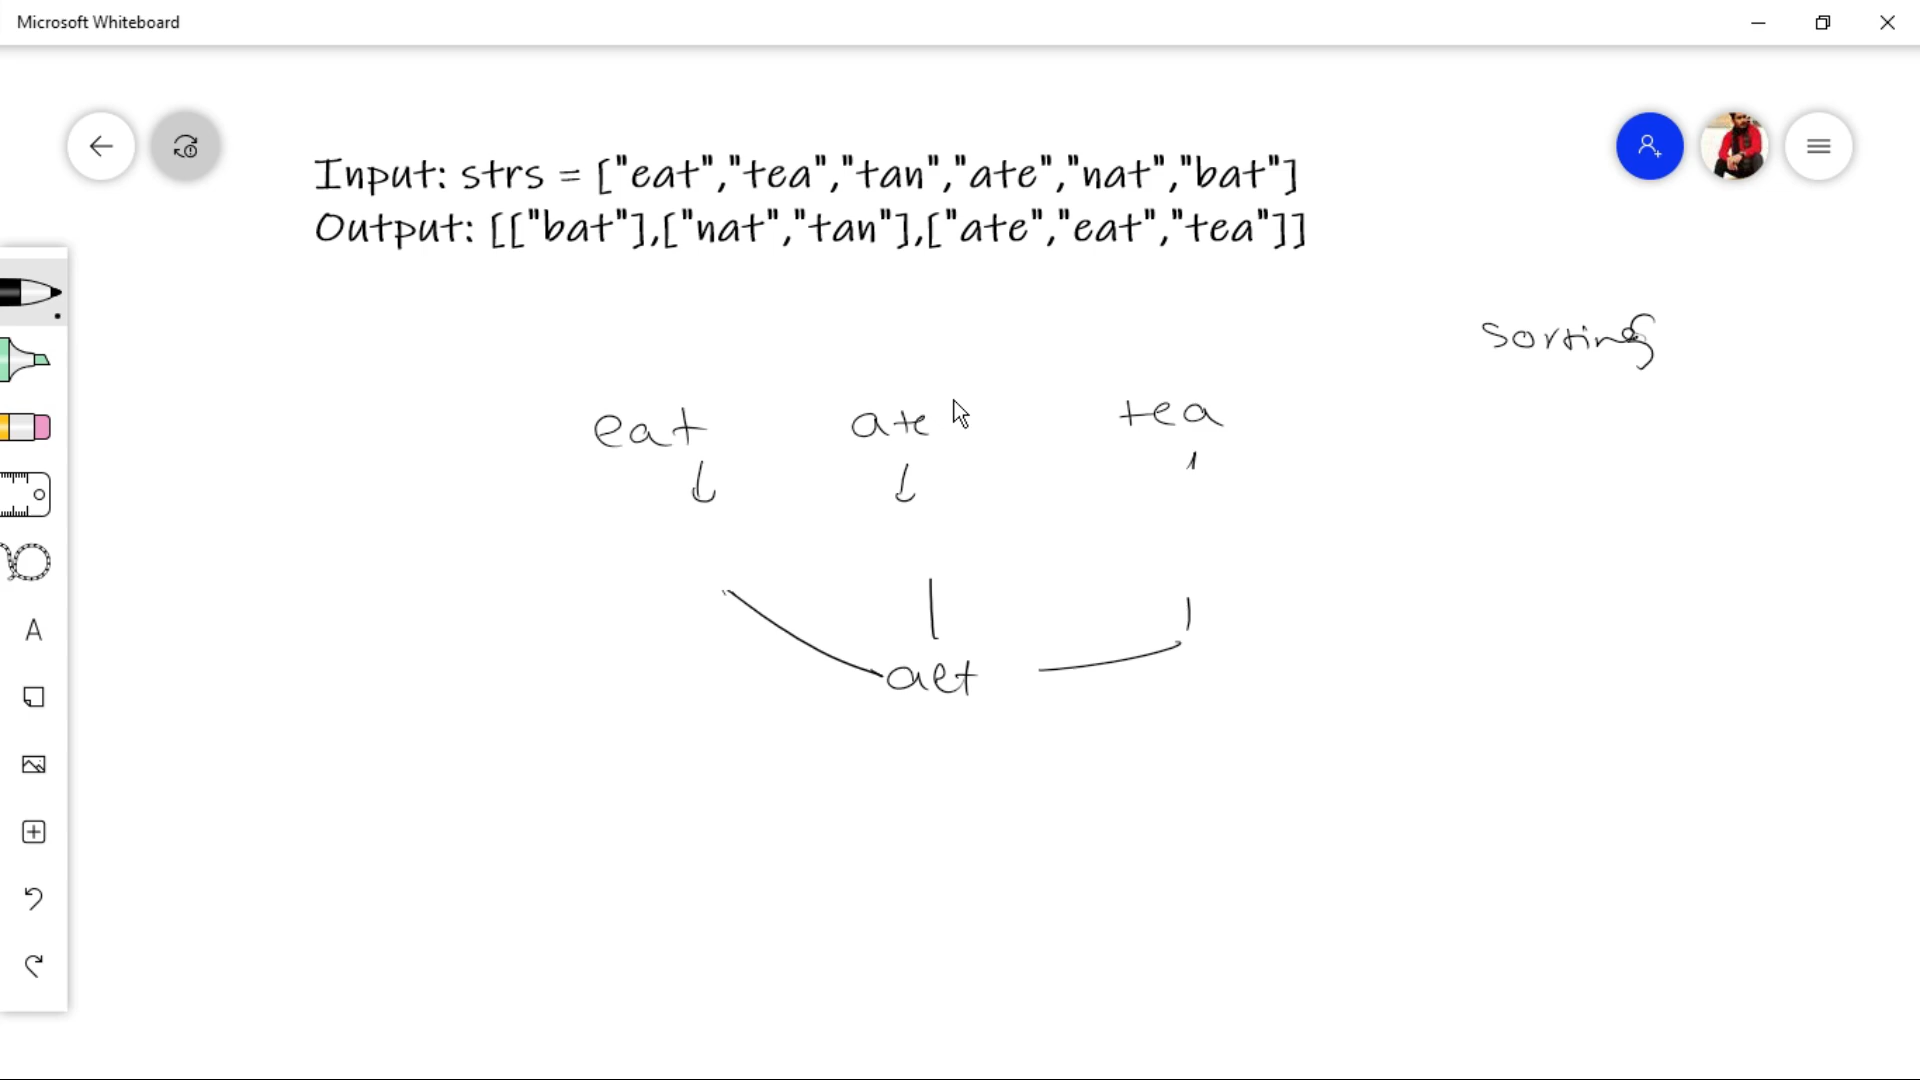 Microsoft Whiteboard
Input: strs = ["eat","tea","tan","ate","nat","bat"]
Output: [["bat"],["nat","tan"],["ate","eat","tea"]]
sorting
eat ate tea
aet
A